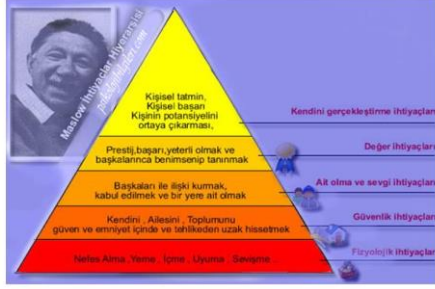 Maslow İhtiyaçlar Hiyerarşisi
Kişisel tatmin,
Kişisel başarı
Kişinin potansiyelini
ortaya çıkarması,
Kendini gerçekleştirme ihtiyaçları
Prestij,başarı,yeterli olmak ve
başkalarınca benimsenip tanınmak
Değer ihtiyaçları
Başkaları ile ilişki kurmak,
kabul edilmek ve bir yere ait olmak
Ait olma ve sevgi ihtiyaçları
Kendini , Ailesini , Toplumunu
güven ve emniyet içinde ve tehlikeden uzak hissetmek
Güvenlik ihtiyaçları
Nefes Alma ,Yeme , İçme , Uyuma , Sevişme ..
Fizyolojik ihtiyaçlar